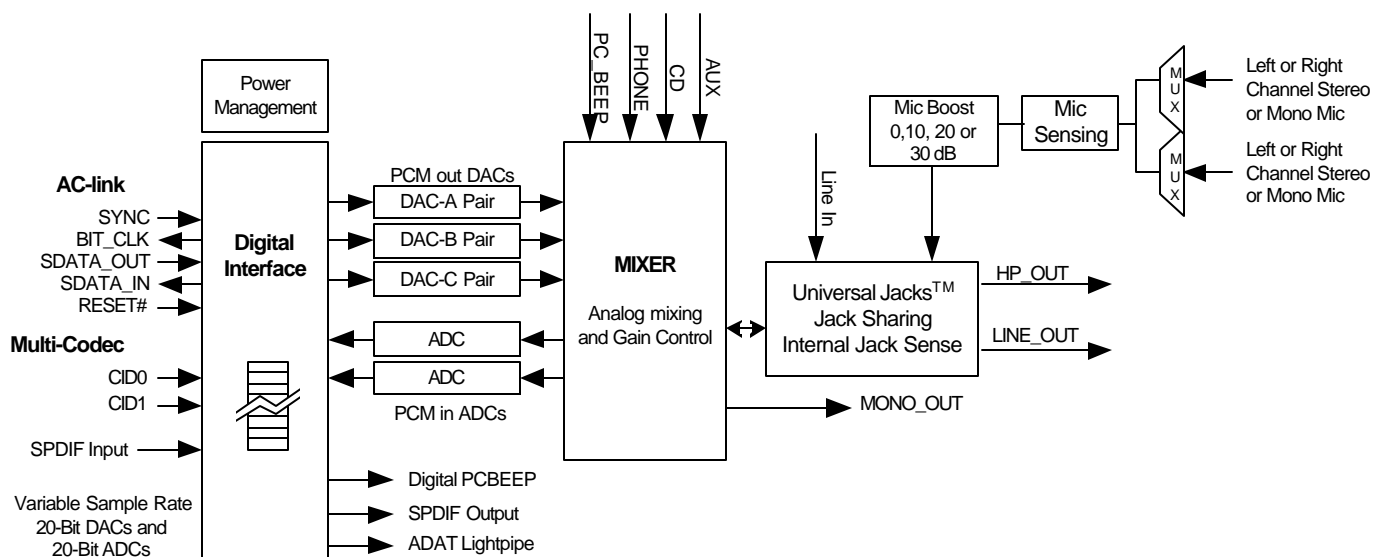 PC_BEEP
PHONE
CD
AUX
Power
Management
AC-link
SYNC
BIT_CLK
SDATA_OUT
SDATA_IN
RESET#
Multi-Codec
CID0
CID1
SPDIF Input
Variable Sample Rate
20-Bit DACs and
20-Bit ADCs
Digital
Interface
PCM out DACs
DAC-A Pair
DAC-B Pair
DAC-C Pair
ADC
ADC
PCM in ADCs
Digital PCBEEP
SPDIF Output
ADAT Lightpipe
MIXER
Analog mixing
and Gain Control
Line In
Mic Boost
0,10, 20 or
30 dB
Mic
Sensing
MUX
MUX
Left or Right
Channel Stereo
or Mono Mic
Left or Right
Channel Stereo
or Mono Mic
Universal Jacks™
Jack Sharing
Internal Jack Sense
HP_OUT
LINE_OUT
MONO_OUT